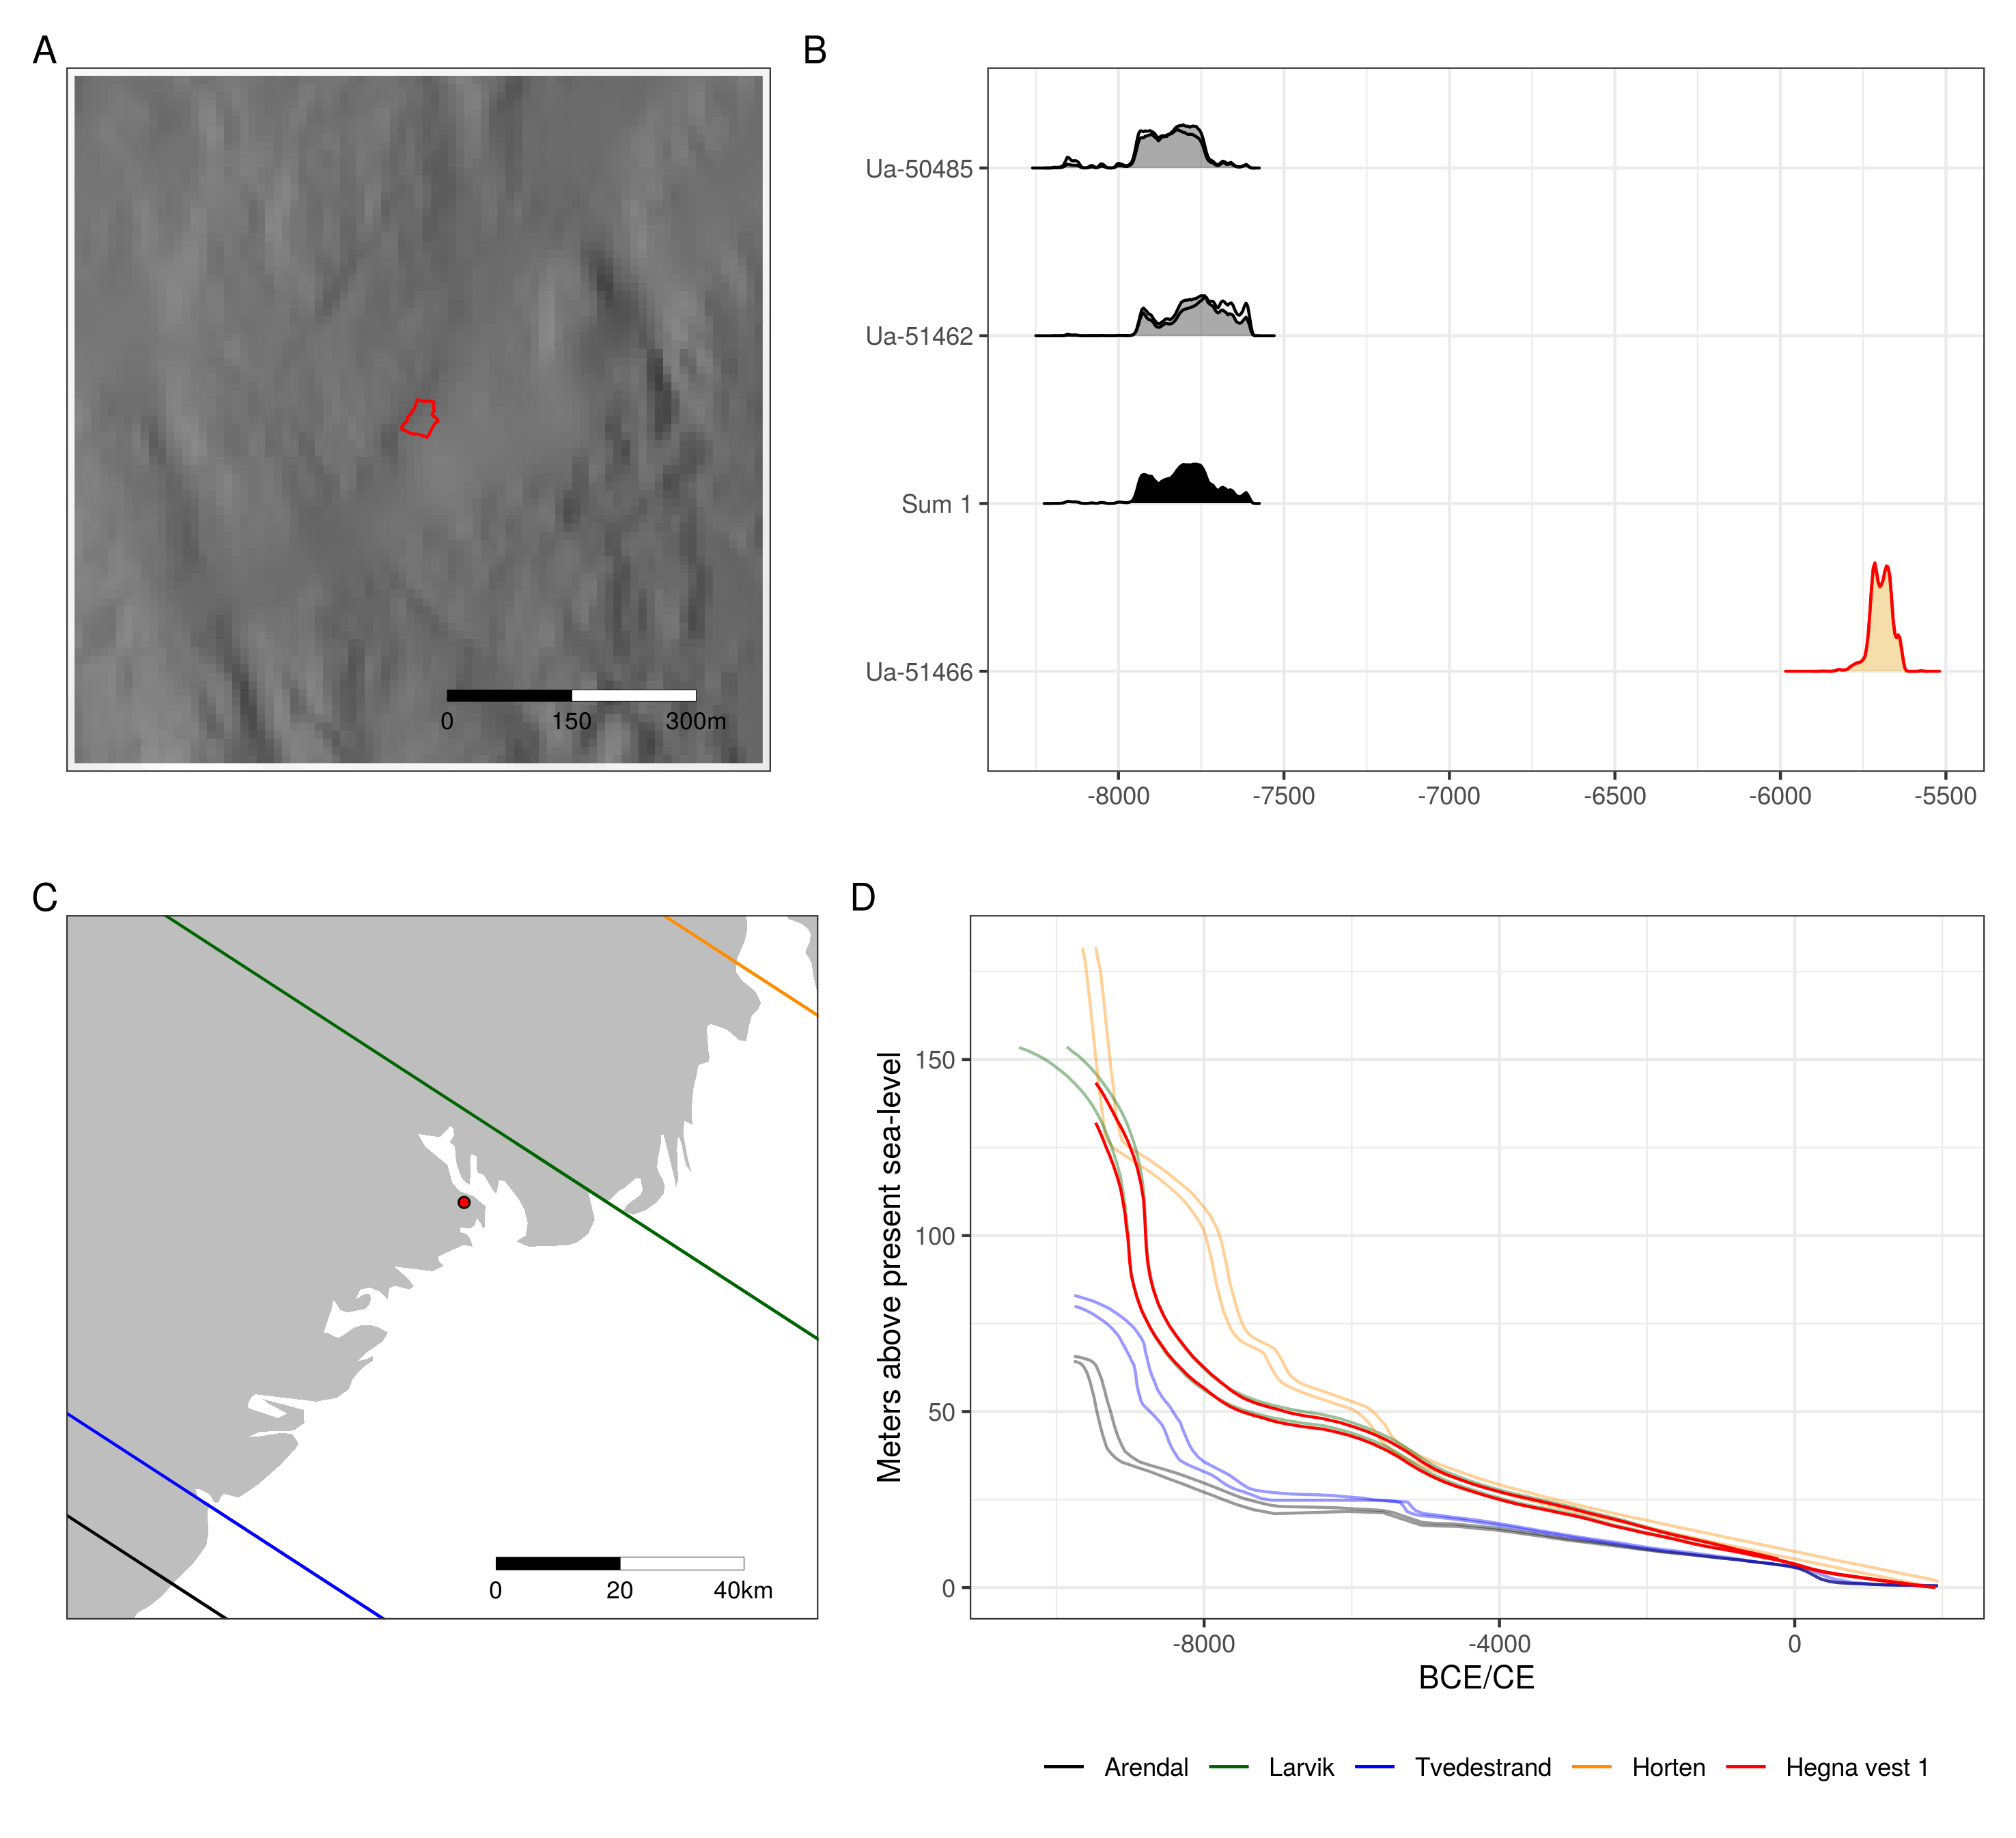 A
0 150 300m
B
Ua-50485
Ua-51462
Sum 1
Ua-51466
-8000 -7500 -7000 -6500 -6000 -5500
C
0 20 40km
D
Meters above present sea-level
150
100
50
0
-8000 -4000 0
BCE/CE
Arendal Larvik Tvedestrand Horten Hegna vest 1